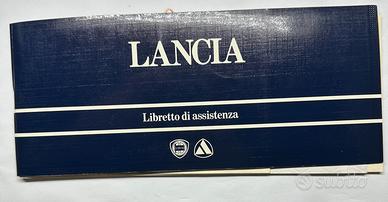 LANCIA
Libretto di assistenza
subito